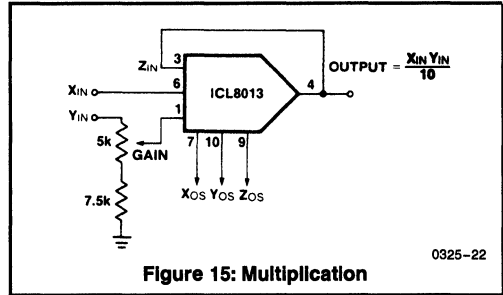 ZIN 3
XIN 6
YIN 1
ICL8013
4 OUTPUT = XIN YIN
10
5k
GAIN
7 10 9
7.5k
XOS YOS ZOS
0325-22
Figure 15: Multiplication